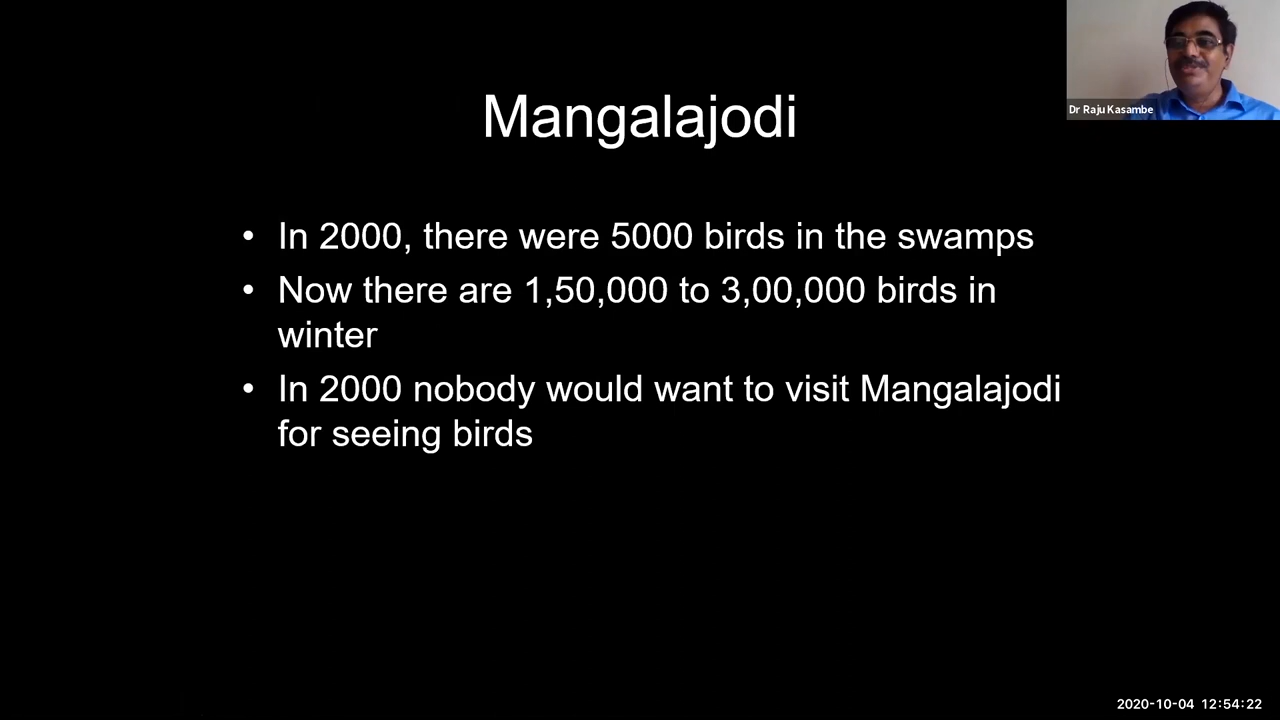 Dr Raju Kasambe
Mangalajodi
• In 2000, there were 5000 birds in the swamps
• Now there are 1,50,000 to 3,00,000 birds in
winter
• In 2000 nobody would want to visit Mangalajodi
for seeing birds
2020-10-04 12:54:22